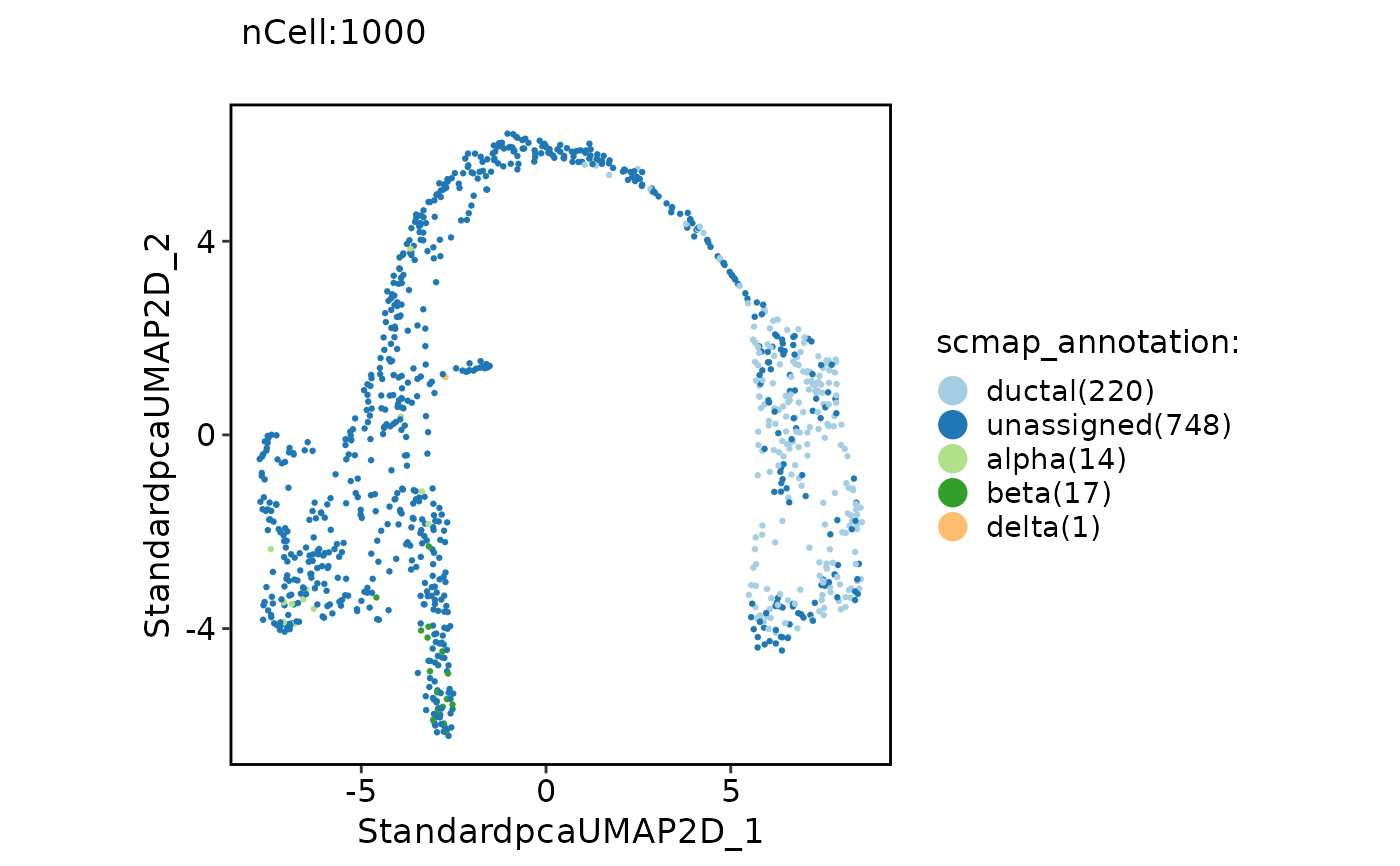 nCell:1000
StandardpcaUMAP2D_2
4
0
-4
-5
0
5
StandardpcaUMAP2D_1
scmap_annotation:
ductal(220)
unassigned(748)
alpha(14)
beta(17)
delta(1)